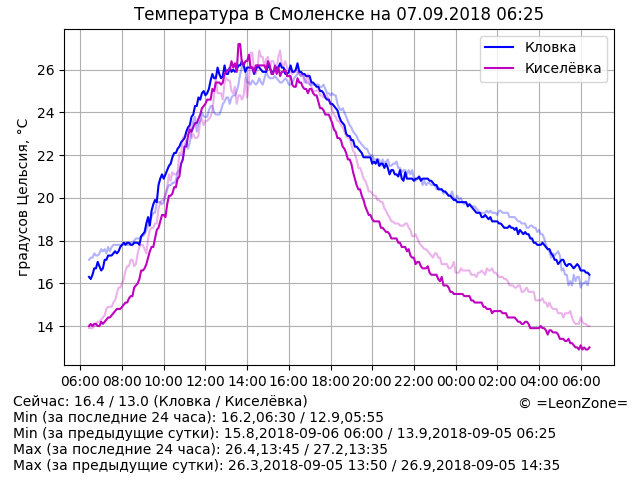 Температура в Смоленске на 07.09.2018 06:25
Кловка
Киселёвка
градусов Цельсия, °C
26
24
22
20
18
16
14
06:00 08:00 10:00 12:00 14:00 16:00 18:00 20:00 22:00 00:00 02:00 04:00 06:00
Сейчас: 16.4 / 13.0 (Кловка / Киселёвка)
© =LeonZone=
Min (за последние 24 часа): 16.2,06:30 / 12.9,05:55
Min (за предыдущие сутки): 15.8,2018-09-06 06:00 / 13.9,2018-09-05 06:25
Max (за последние 24 часа): 26.4,13:45 / 27.2,13:35
Max (за предыдущие сутки): 26.3,2018-09-05 13:50 / 26.9,2018-09-05 14:35